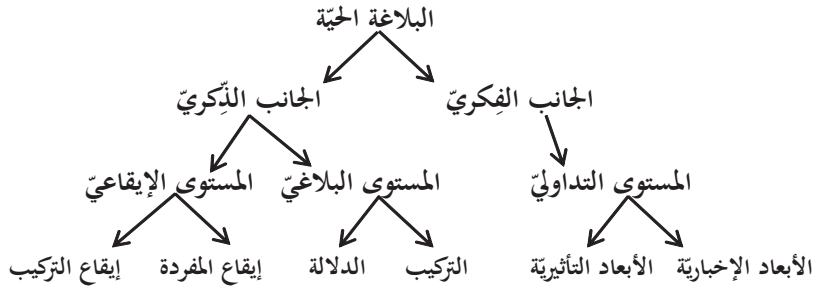 البلاغة الحيّة
الجانب الفِكريّ الجانب الذِّكريّ
المستوى التداوليّ المستوى البلاغيّ المستوى الإيقاعيّ
الأبعاد الإخباريّة الأبعاد التأثيريّة التركيب الدلالة إيقاع المفردة إيقاع التركيب